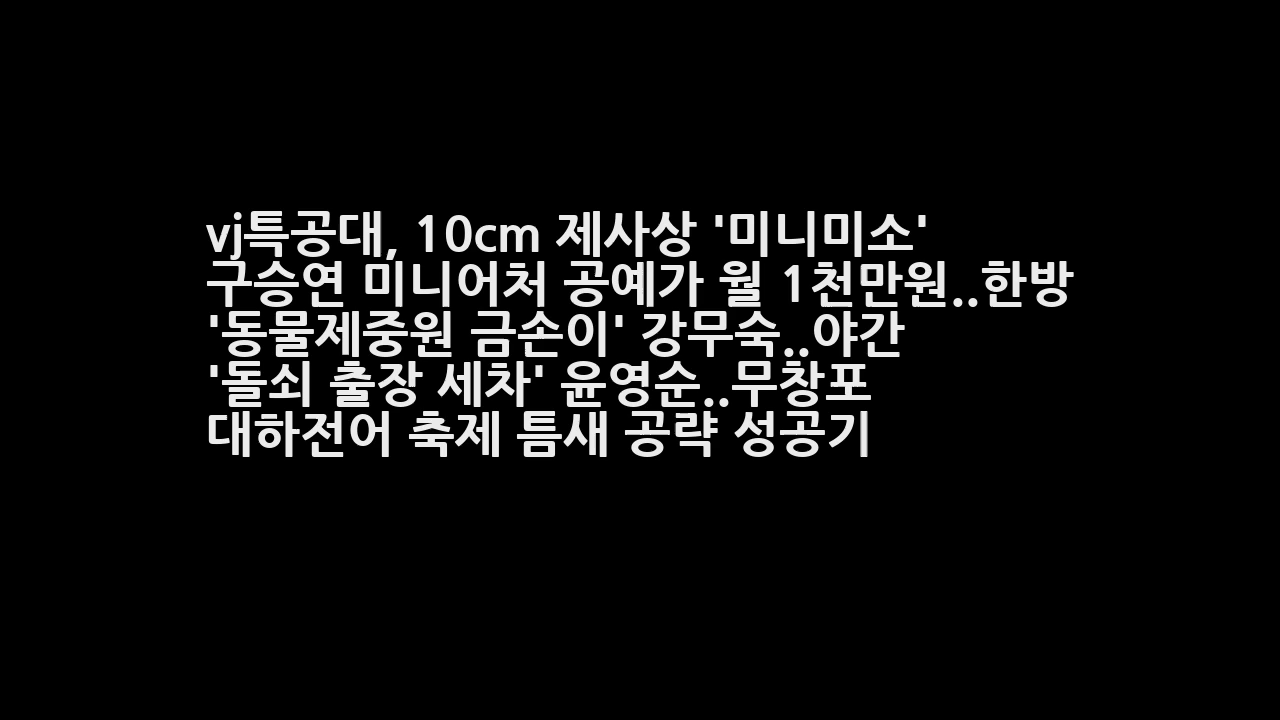 vj특공대, 10cm 제사상 '미니미소'
구승연 미니어처 공예가 월 1천만원..한방
'동물제중원 금손이' 강무숙..야간
'돌쇠 출장 세차' 윤영순..무창포
대하전어 축제 틈새 공략 성공기